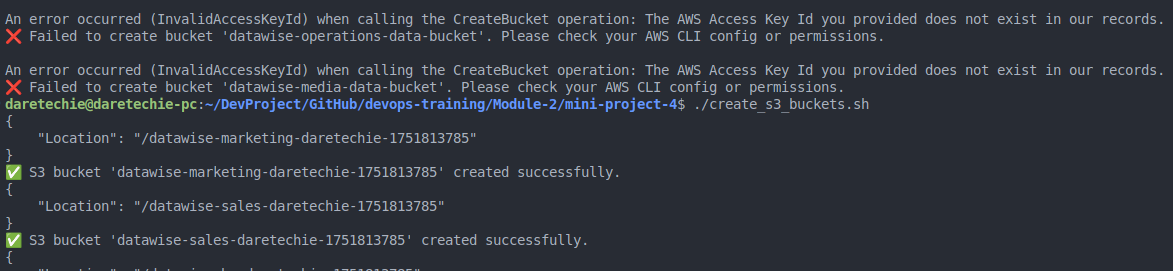 An error occurred (InvalidAccessKeyId) when calling the CreateBucket operation: The AWS Access Key Id you provided does not exist in our records.
❌ Failed to create bucket 'datawise-operations-data-bucket'. Please check your AWS CLI config or permissions.
An error occurred (InvalidAccessKeyId) when calling the CreateBucket operation: The AWS Access Key Id you provided does not exist in our records.
❌ Failed to create bucket 'datawise-media-data-bucket'. Please check your AWS CLI config or permissions.
daretechie@daretechie-pc:~/DevProject/GitHub/devops-training/Module-2/mini-project-4$ ./create_s3_buckets.sh
{
    "Location": "/datawise-marketing-daretechie-1751813785"
}
✅ S3 bucket 'datawise-marketing-daretechie-1751813785' created successfully.
{
    "Location": "/datawise-sales-daretechie-1751813785"
}
✅ S3 bucket 'datawise-sales-daretechie-1751813785' created successfully.
{